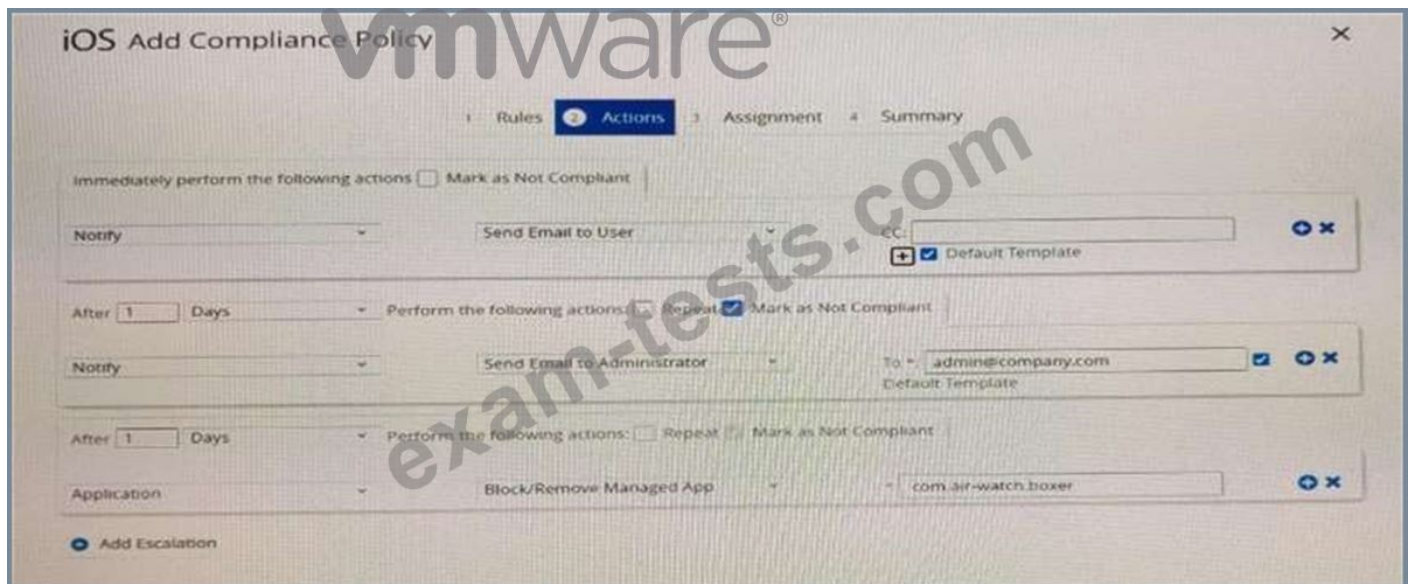 vmware®
iOS Add Compliance Policy
1 Rules 2 Actions 3 Assignment 4 Summary
Immediately perform the following actions Mark as Not Compliant
Notify Send Email to User CC:
Default Template
After 1 Days Perform the following actions: Repeat Mark as Not Compliant
Notify Send Email to Administrator To *: admin@company.com
Default Template
After 1 Days Perform the following actions: Repeat Mark as Not Compliant
Application Block/Remove Managed App * com.air-watch.boxer
Add Escalation
exam-tests.com